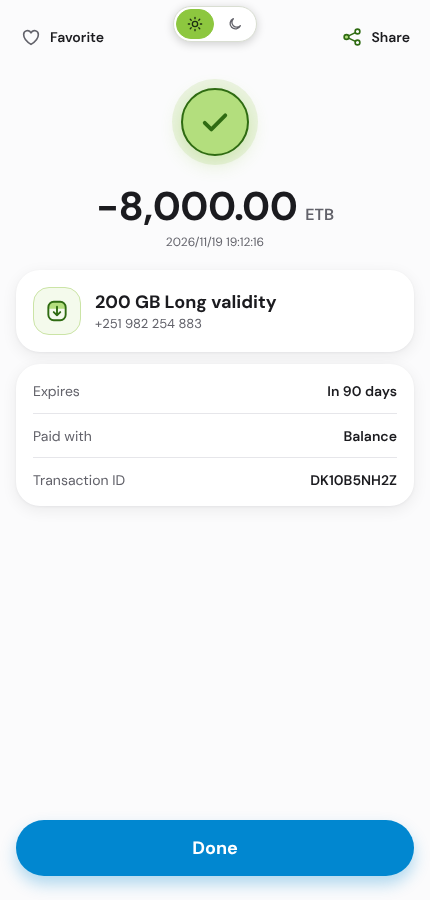 Favorite
Share
-8,000.00 ETB
2026/11/19 19:12:16
200 GB Long validity
+251 982 254 883
Expires In 90 days
Paid with Balance
Transaction ID DK10B5NH2Z
Done